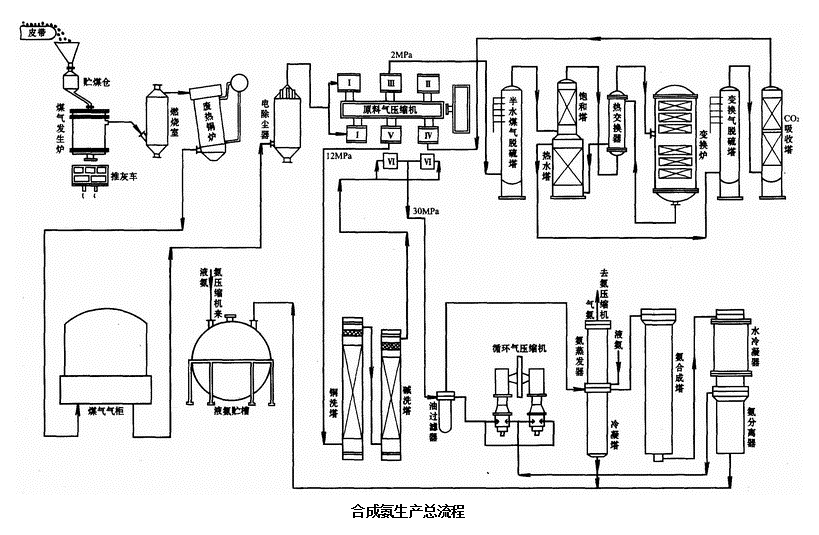 皮带
贮煤仓
煤气发生炉
推灰车
燃烧室
废热锅炉
电除尘器
I
III
II
原料气压缩机
I
V
IV
VI
VI
2MPa
12MPa
30MPa
半水煤气脱硫塔
饱和塔
热水塔
热交换器
变换炉
变换气脱硫塔
CO₂吸收塔
煤气气柜
液氨
氨压缩机来
液氨贮槽
铜洗塔
碱洗塔
油过滤器
循环气压缩机
去氨压缩机
气氨
氨蒸发器
液氨
冷凝塔
氨合成塔
水冷凝器
氨分离器
合成氨生产总流程